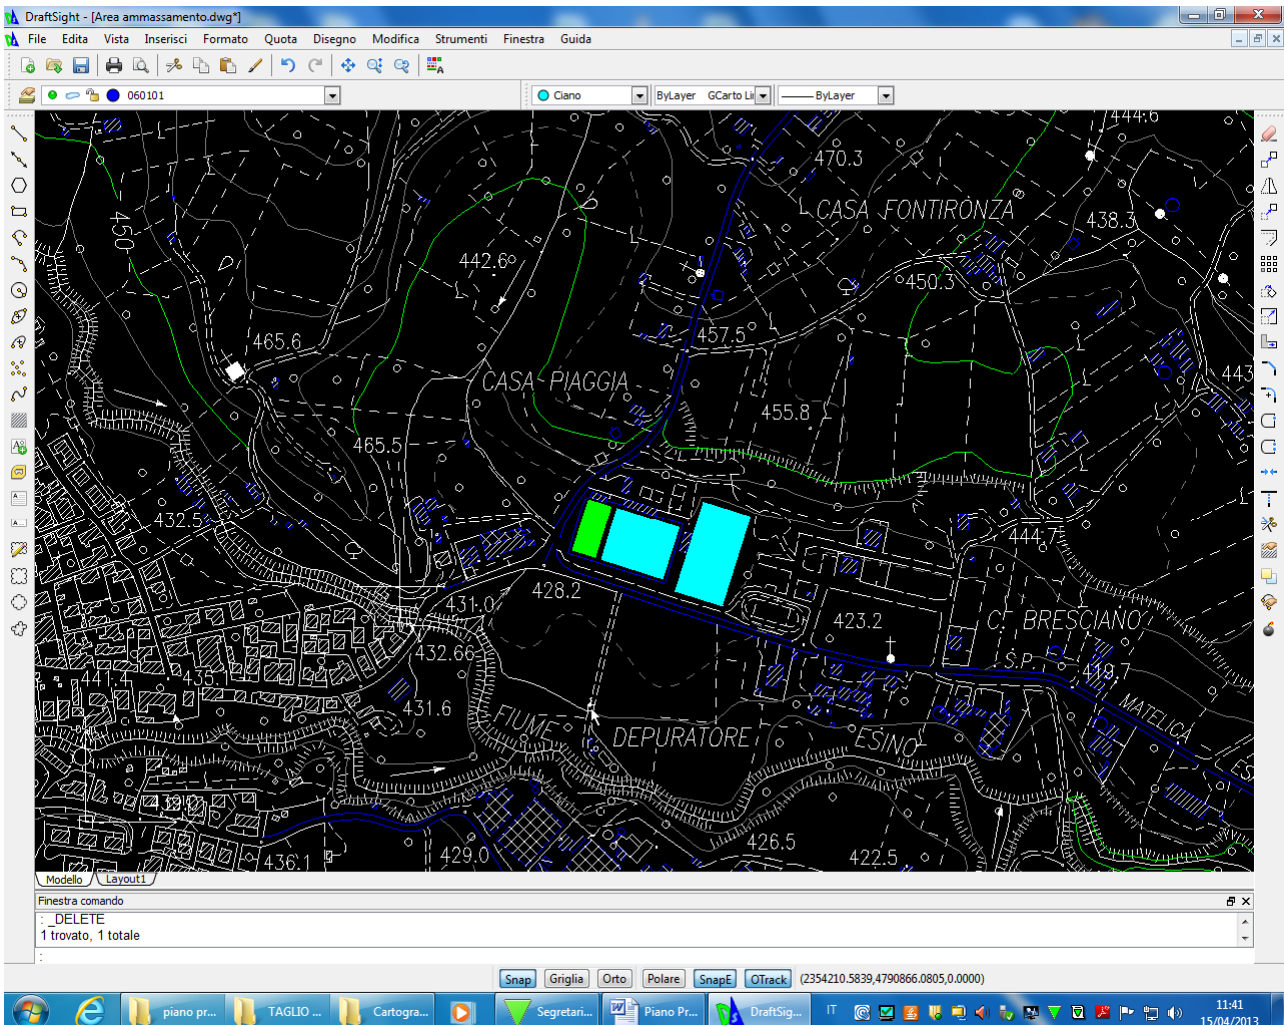 DraftSight - [Area ammassamento.dwg*]
File Edita Vista Inserisci Formato Quota Disegno Modifica Strumenti Finestra Guida
060101
Ciano
ByLayer GCarto Lin
ByLayer
444.6
470.3
CASA FONTIRONZA
438.3
450
442.6
450.3
457.5
465.6
443
CASA PIAGGIA
455.8
465.5
432.5
444.7
428.2
431.0
423.2
C. BRESCIANO
432.66
S.P.
419.7
441.4
435.1
431.6
MATELICA
FIUME
DEPURATORE
ESINO
426.5
436.1
429.0
422.5
Modello Layout1
Finestra comando
: _DELETE
1 trovato, 1 totale
:
Snap Griglia Orto Polare SnapE OTrack (2354210.5839,4790866.0805,0.0000)
piano pr... TAGLIO ... Cartogra... Segretari... Piano Pr... DraftSig... IT 11:41
15/04/2013